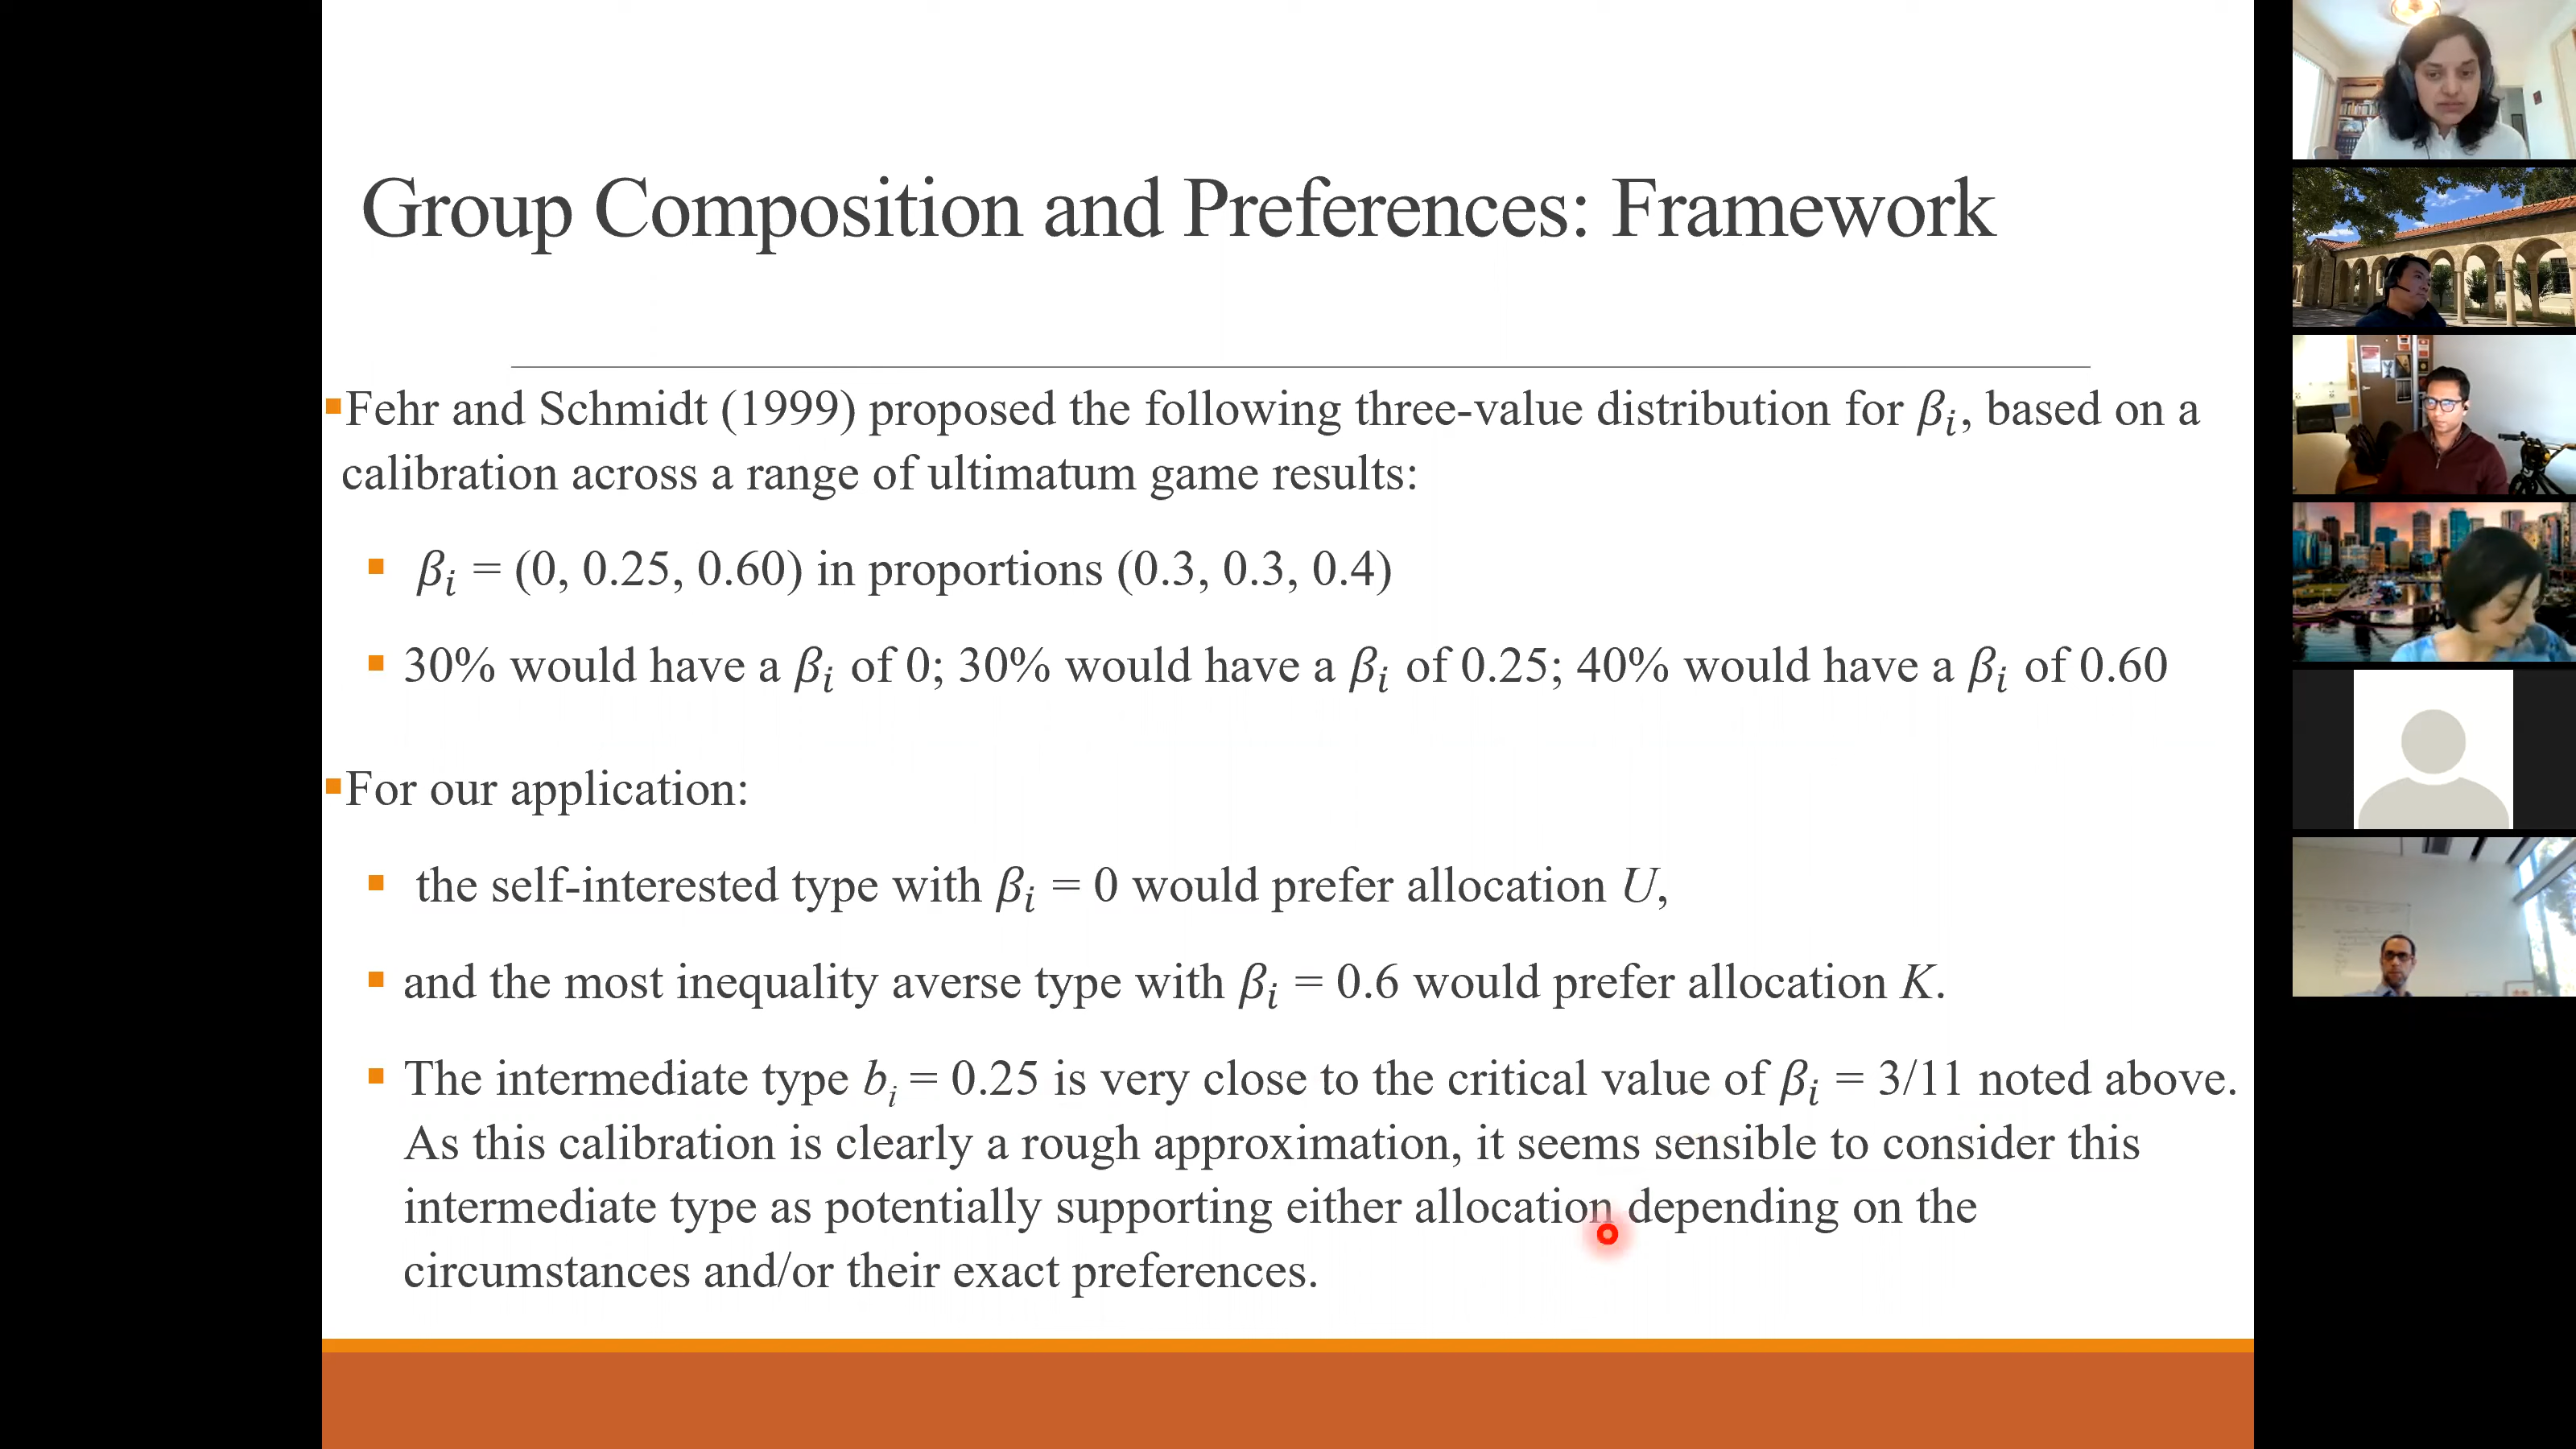 Group Composition and Preferences: Framework
▪Fehr and Schmidt (1999) proposed the following three-value distribution for βᵢ, based on a
calibration across a range of ultimatum game results:
▪ βᵢ = (0, 0.25, 0.60) in proportions (0.3, 0.3, 0.4)
▪ 30% would have a βᵢ of 0; 30% would have a βᵢ of 0.25; 40% would have a βᵢ of 0.60
▪For our application:
▪ the self-interested type with βᵢ = 0 would prefer allocation U,
▪ and the most inequality averse type with βᵢ = 0.6 would prefer allocation K.
▪ The intermediate type bᵢ = 0.25 is very close to the critical value of βᵢ = 3/11 noted above.
As this calibration is clearly a rough approximation, it seems sensible to consider this
intermediate type as potentially supporting either allocation depending on the
circumstances and/or their exact preferences.